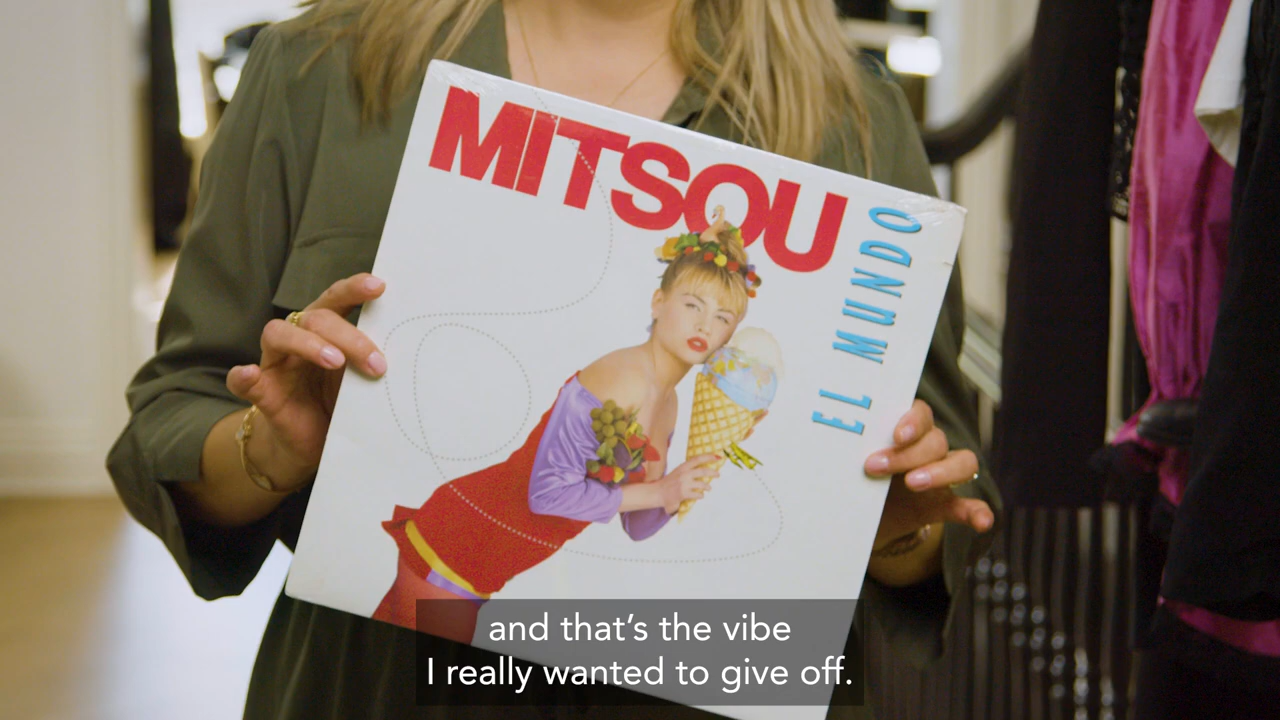 MITSOU
EL MUNDO
and that’s the vibe
I really wanted to give off.